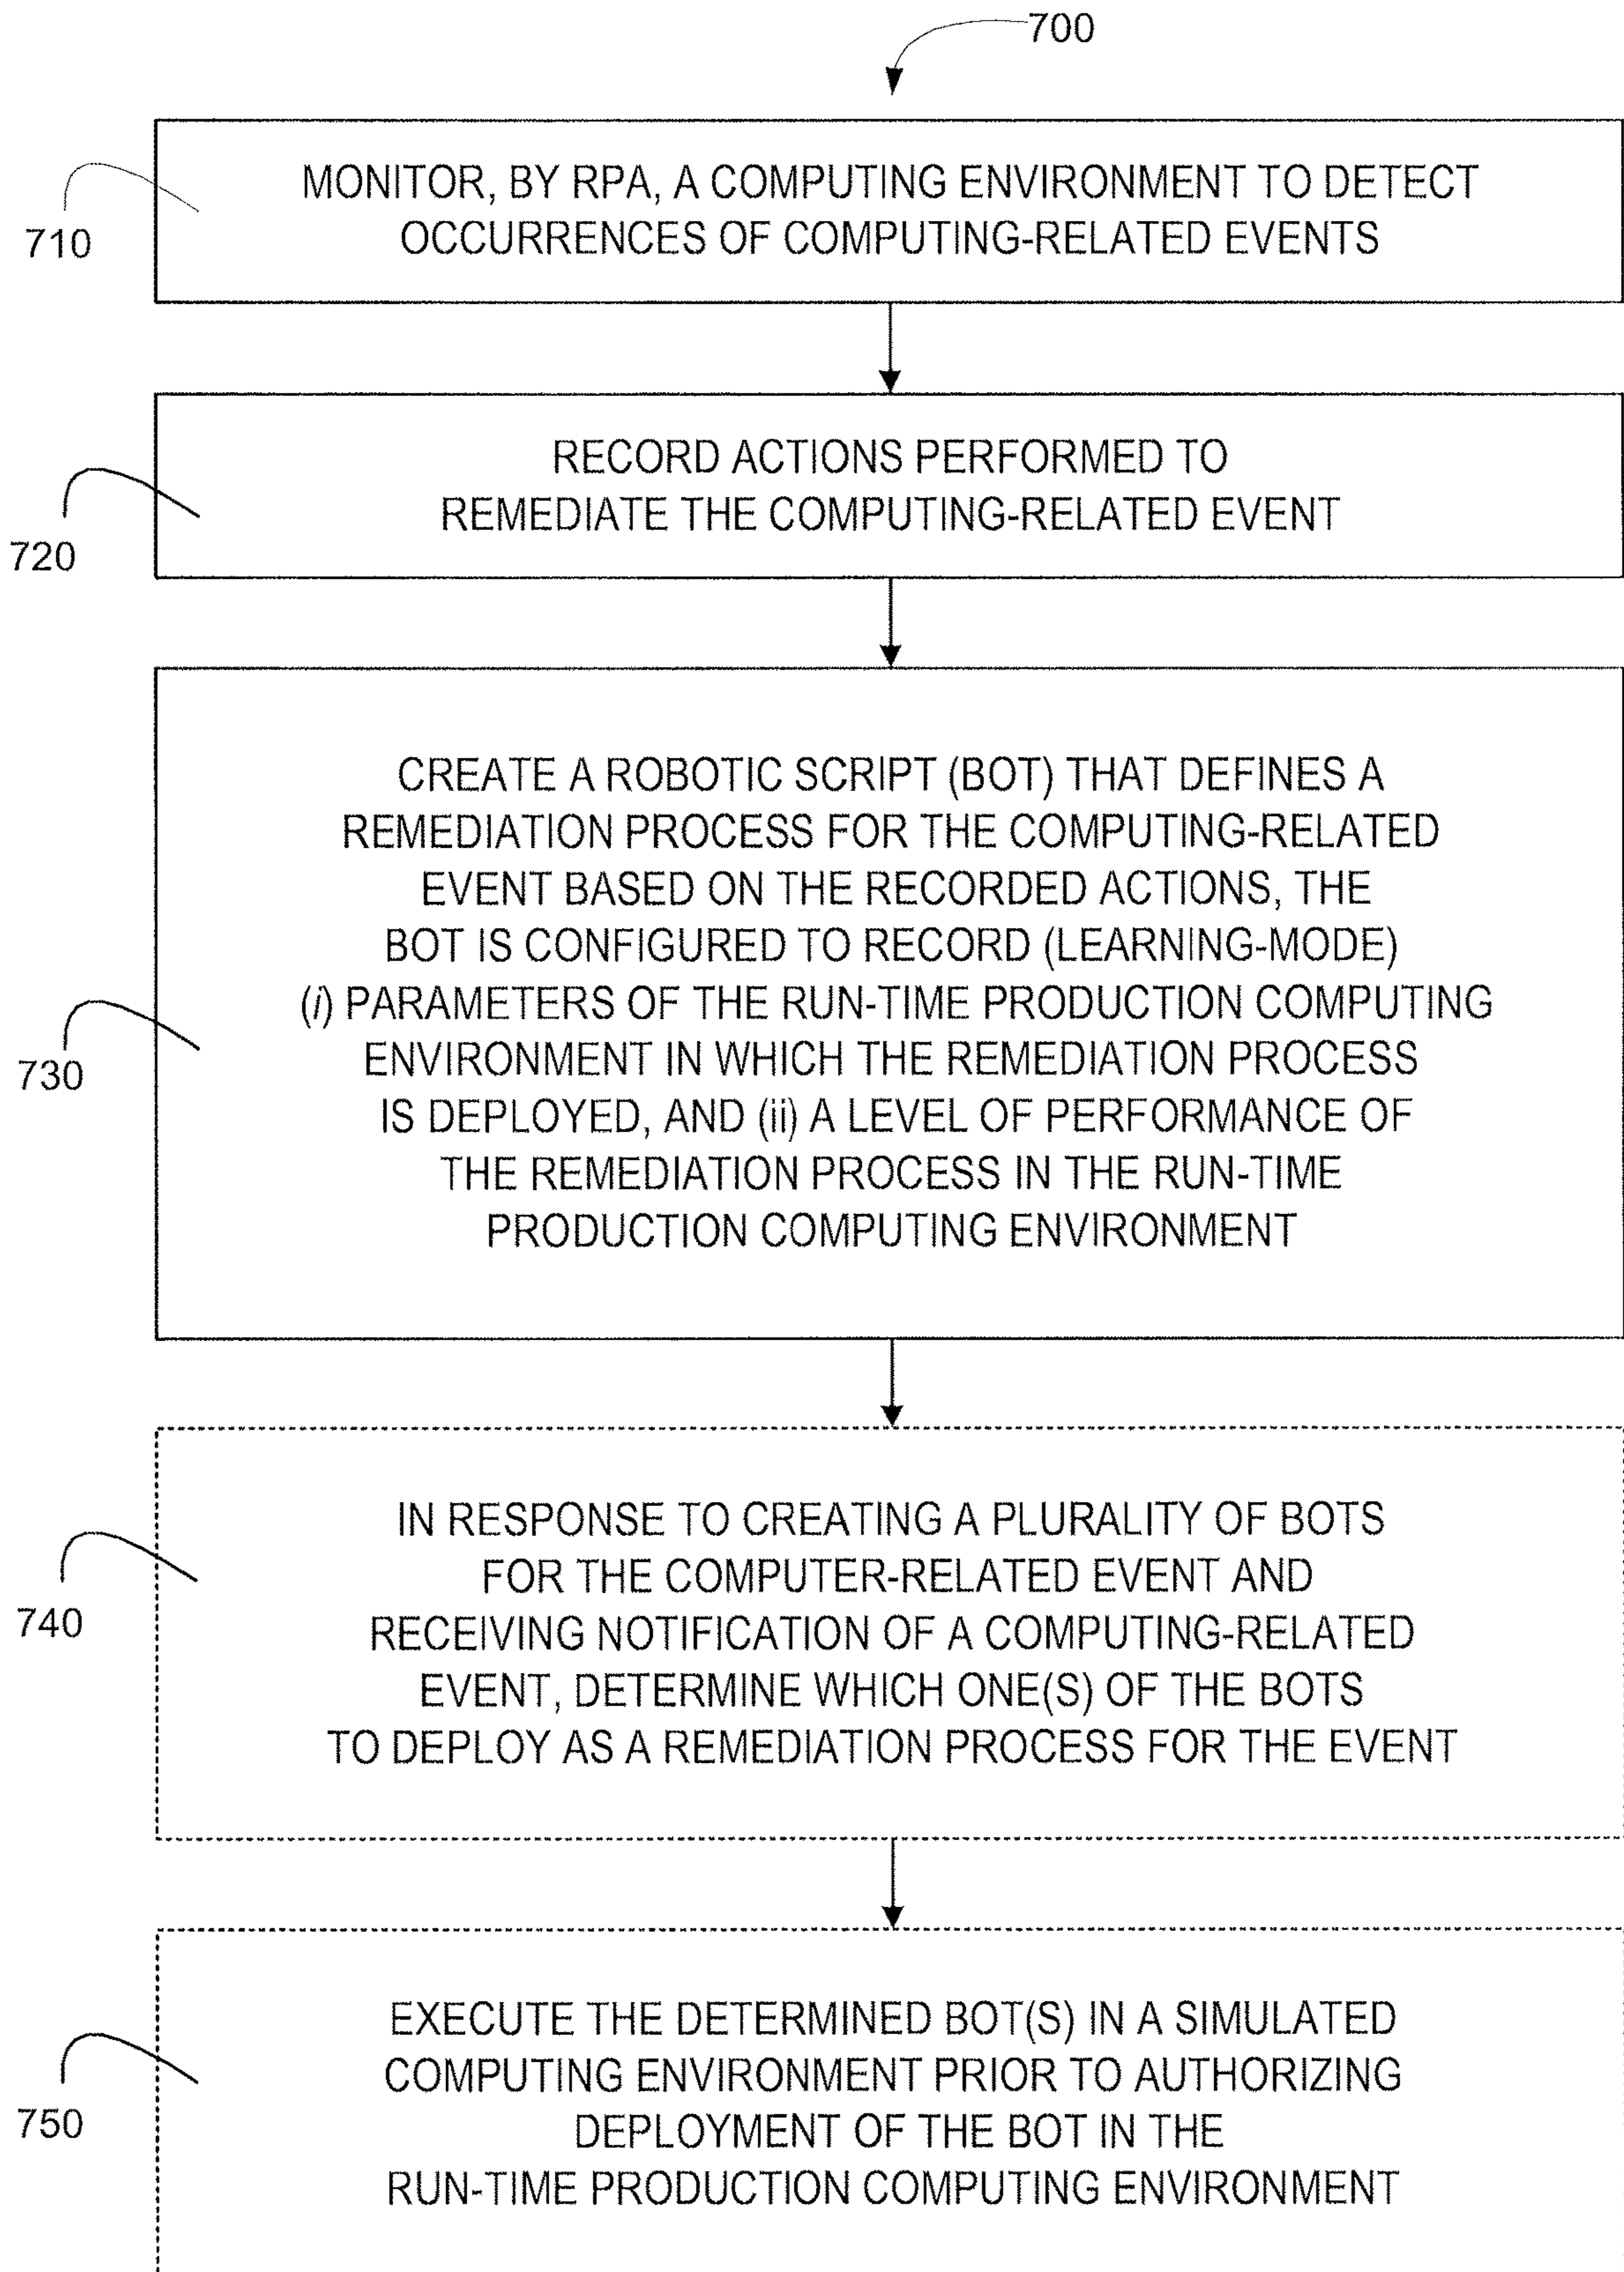 700
MONITOR, BY RPA, A COMPUTING ENVIRONMENT TO DETECT
OCCURRENCES OF COMPUTING-RELATED EVENTS
710
RECORD ACTIONS PERFORMED TO
REMEDIATE THE COMPUTING-RELATED EVENT
720
CREATE A ROBOTIC SCRIPT (BOT) THAT DEFINES A
REMEDIATION PROCESS FOR THE COMPUTING-RELATED
EVENT BASED ON THE RECORDED ACTIONS, THE
BOT IS CONFIGURED TO RECORD (LEARNING-MODE)
(i) PARAMETERS OF THE RUN-TIME PRODUCTION COMPUTING
ENVIRONMENT IN WHICH THE REMEDIATION PROCESS
IS DEPLOYED, AND (ii) A LEVEL OF PERFORMANCE OF
THE REMEDIATION PROCESS IN THE RUN-TIME
PRODUCTION COMPUTING ENVIRONMENT
730
IN RESPONSE TO CREATING A PLURALITY OF BOTS
FOR THE COMPUTER-RELATED EVENT AND
RECEIVING NOTIFICATION OF A COMPUTING-RELATED
EVENT, DETERMINE WHICH ONE(S) OF THE BOTS
TO DEPLOY AS A REMEDIATION PROCESS FOR THE EVENT
740
EXECUTE THE DETERMINED BOT(S) IN A SIMULATED
COMPUTING ENVIRONMENT PRIOR TO AUTHORIZING
DEPLOYMENT OF THE BOT IN THE
RUN-TIME PRODUCTION COMPUTING ENVIRONMENT
750